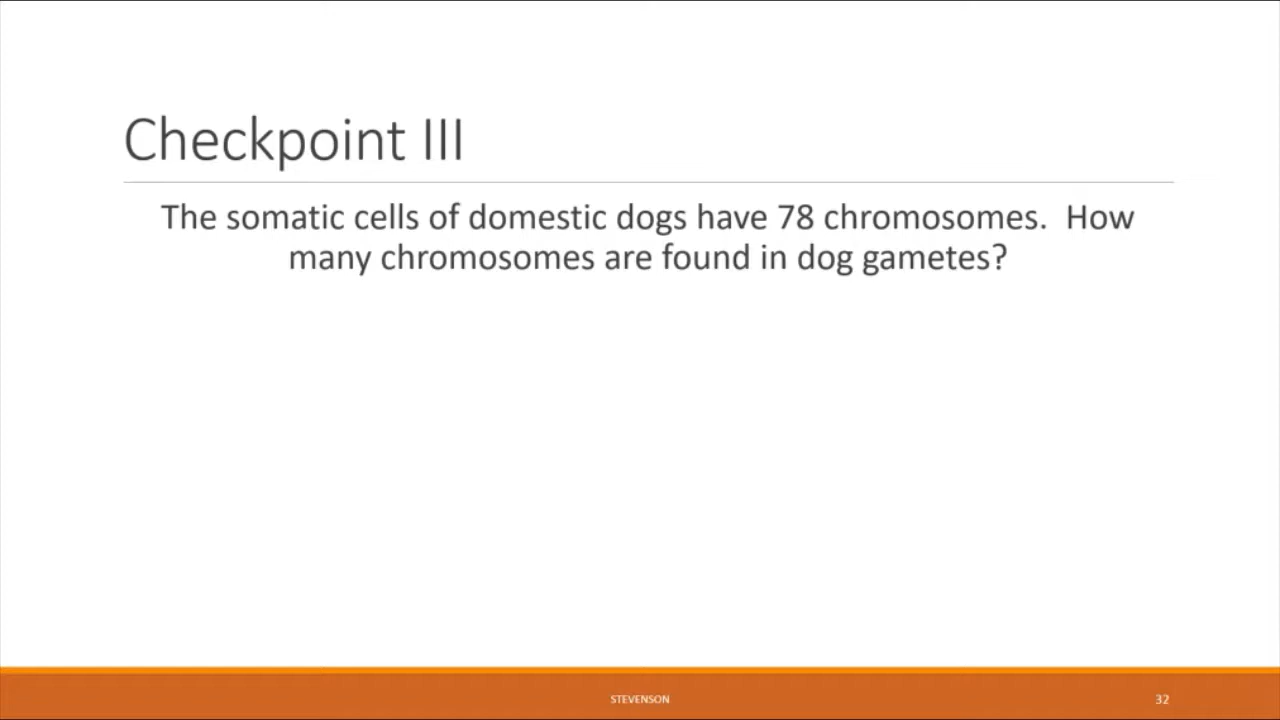 Checkpoint III
The somatic cells of domestic dogs have 78 chromosomes.  How
many chromosomes are found in dog gametes?
STEVENSON
32